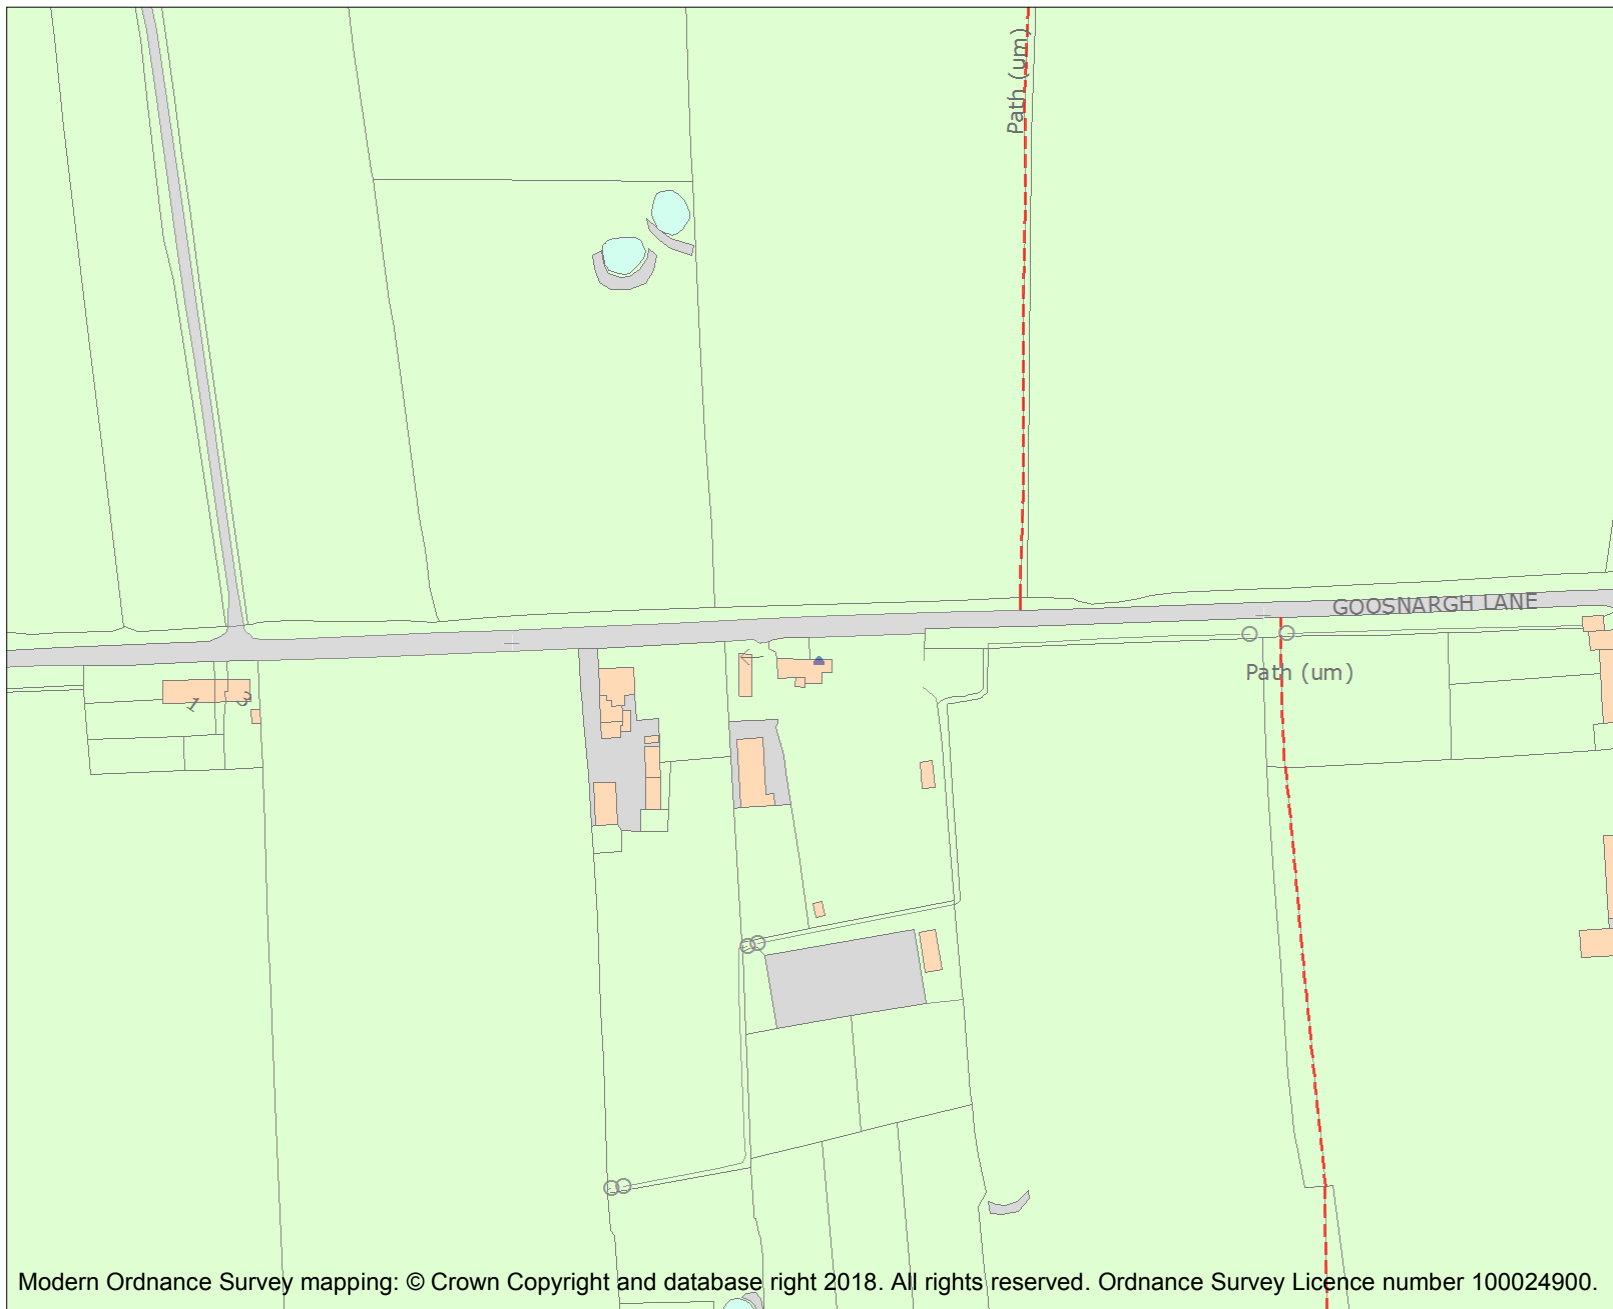 Path (um)
GOOSNARGH LANE
Path (um)
1
3
Modern Ordnance Survey mapping: © Crown Copyright and database right 2018. All rights reserved. Ordnance Survey Licence number 100024900.